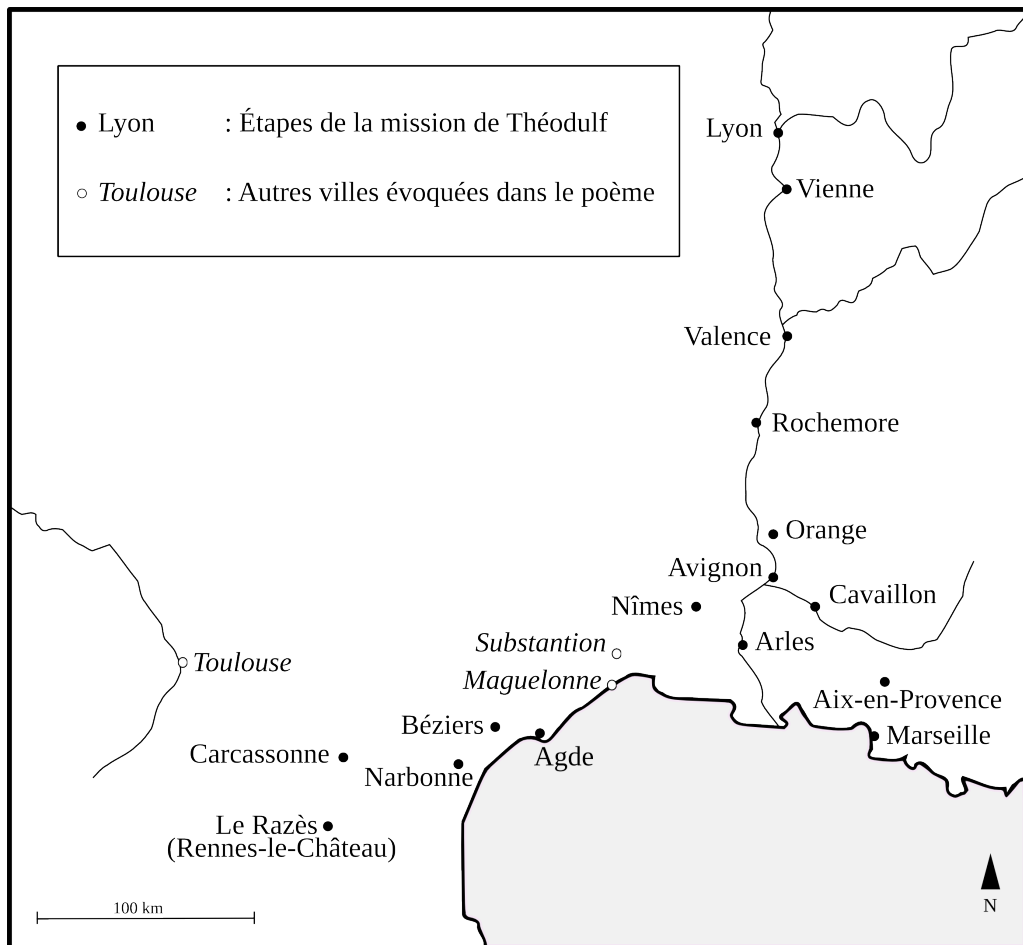 Lyon : Étapes de la mission de Théodulf
Toulouse : Autres villes évoquées dans le poème
Lyon
Vienne
Valence
Rochemore
Orange
Avignon
Cavaillon
Nîmes
Substantion
Arles
Toulouse
Maguelonne
Aix-en-Provence
Béziers
Marseille
Carcassonne
Agde
Narbonne
Le Razès
(Rennes-le-Château)
100 km
N